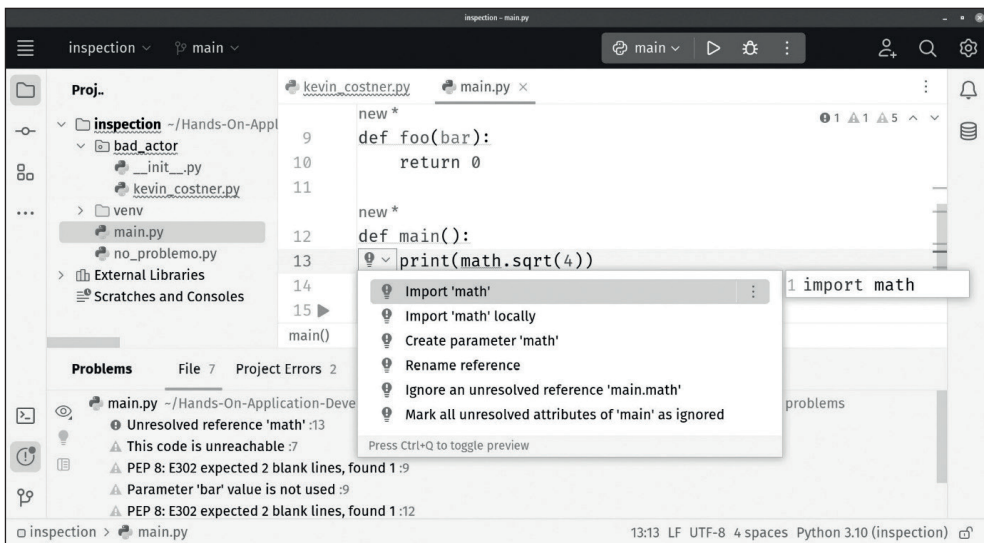 inspection – main.py
inspection main main
Proj..
inspection ~/Hands-On-Appl
bad_actor
__init__.py
kevin_costner.py
venv
main.py
no_problemo.py
External Libraries
Scratches and Consoles
kevin_costner.py main.py ×
1 1 5
new *
9 def foo(bar):
10 return 0
11
new *
12 def main():
13 print(math.sqrt(4))
14
15
main()
Import 'math'
Import 'math' locally
Create parameter 'math'
Rename reference
Ignore an unresolved reference 'main.math'
Mark all unresolved attributes of 'main' as ignored
Press Ctrl+Q to toggle preview
1 import math
Problems File 7 Project Errors 2
main.py ~/Hands-On-Application-Deve problems
Unresolved reference 'math' :13
This code is unreachable :7
PEP 8: E302 expected 2 blank lines, found 1 :9
Parameter 'bar' value is not used :9
PEP 8: E302 expected 2 blank lines, found 1 :12
inspection > main.py 13:13 LF UTF-8 4 spaces Python 3.10 (inspection)